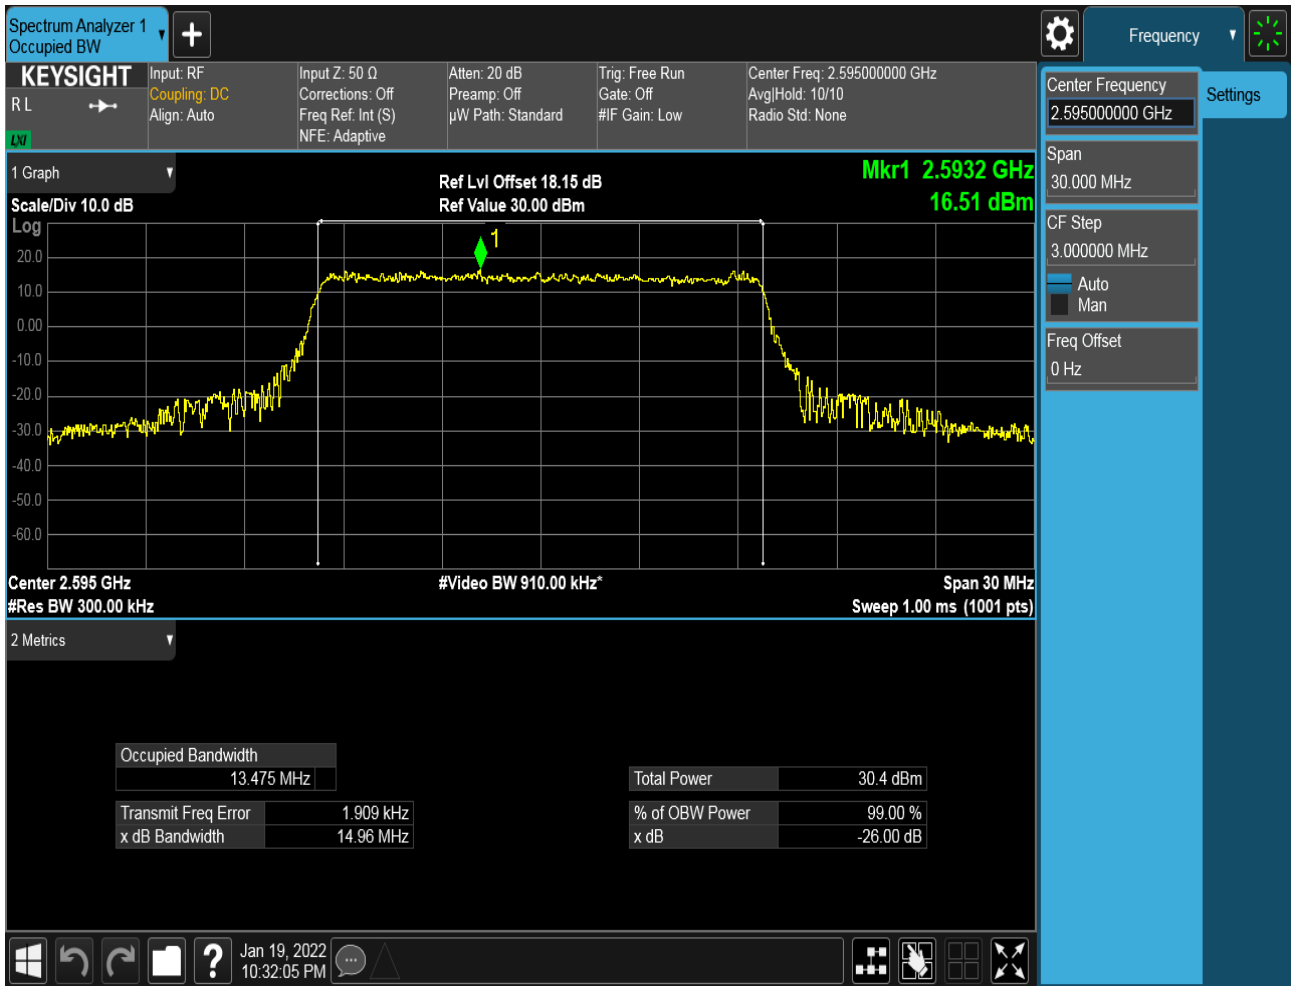 Spectrum Analyzer 1
Occupied BW
Frequency
KEYSIGHT
R L
LXI
Input: RF
Coupling: DC
Align: Auto
Input Z: 50 Ω
Corrections: Off
Freq Ref: Int (S)
NFE: Adaptive
Atten: 20 dB
Preamp: Off
µW Path: Standard
Trig: Free Run
Gate: Off
#IF Gain: Low
Center Freq: 2.595000000 GHz
Avg|Hold: 10/10
Radio Std: None
Center Frequency
2.595000000 GHz
Settings
Span
30.000 MHz
CF Step
3.000000 MHz
Auto
Man
Freq Offset
0 Hz
1 Graph
Scale/Div 10.0 dB
Log
Ref Lvl Offset 18.15 dB
Ref Value 30.00 dBm
Mkr1 2.5932 GHz
16.51 dBm
1
20.0
10.0
0.00
-10.0
-20.0
-30.0
-40.0
-50.0
-60.0
Center 2.595 GHz
#Res BW 300.00 kHz
#Video BW 910.00 kHz*
Span 30 MHz
Sweep 1.00 ms (1001 pts)
2 Metrics
Occupied Bandwidth
13.475 MHz
Total Power 30.4 dBm
Transmit Freq Error 1.909 kHz
% of OBW Power 99.00 %
x dB Bandwidth 14.96 MHz
x dB -26.00 dB
?
Jan 19, 2022
10:32:05 PM